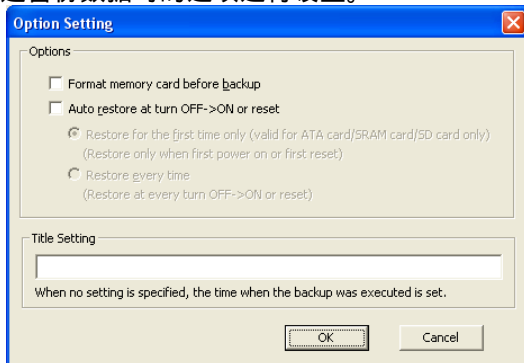 Option Setting
Options
Format memory card before backup
Auto restore at turn OFF->ON or reset
Restore for the first time only (valid for ATA card/SRAM card/SD card only)
(Restore only when first power on or first reset)
Restore every time
(Restore at every turn OFF->ON or reset)
Title Setting
When no setting is specified, the time when the backup was executed is set.
OK Cancel